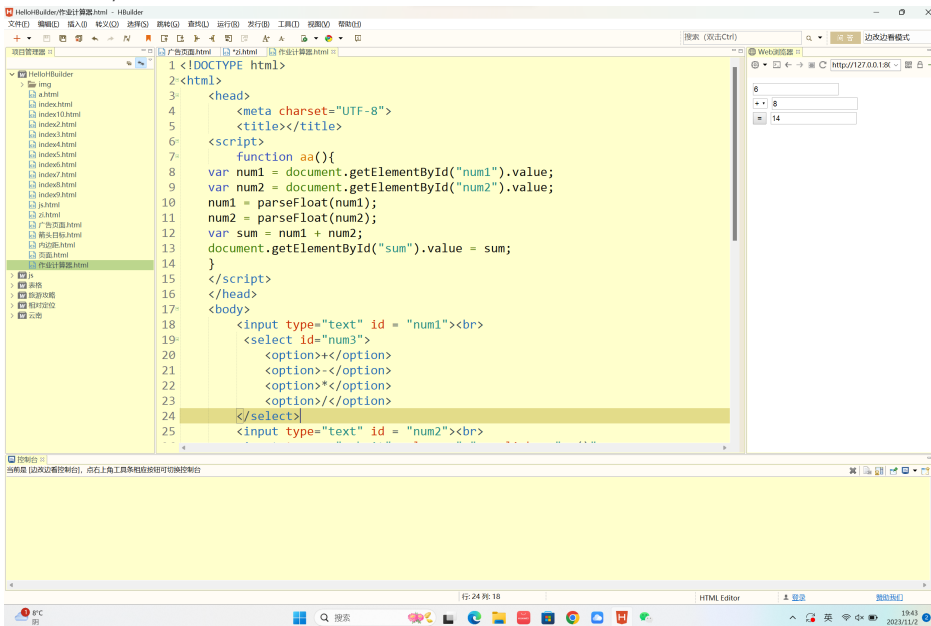 HelloHBuilder/作业计算器.html - HBuilder
文件(F) 编辑(E) 插入(I) 转义(O) 选择(S) 跳转(G) 查找(L) 运行(R) 发行(B) 工具(T) 视图(V) 帮助(H)
搜索（双击Ctrl）
边改边看模式
项目管理器
广告页面.html *zi.html 作业计算器.html
Web浏览器
http://127.0.0.1:8(
HelloHBuilder
img
a.html
index.html
index10.html
index2.html
index3.html
index4.html
index5.html
index6.html
index7.html
index8.html
index9.html
js.html
zi.html
广告页面.html
箭头目标.html
内边距.html
页面.html
作业计算器.html
js
表格
旅游攻略
相对定位
云南
1 <!DOCTYPE html>
2 <html>
3 <head>
4 <meta charset="UTF-8">
5 <title></title>
6 <script>
7 function aa(){
8 var num1 = document.getElementById("num1").value;
9 var num2 = document.getElementById("num2").value;
10 num1 = parseFloat(num1);
11 num2 = parseFloat(num2);
12 var sum = num1 + num2;
13 document.getElementById("sum").value = sum;
14 }
15 </script>
16 </head>
17 <body>
18 <input type="text" id = "num1"><br>
19 <select id="num3">
20 <option>+</option>
21 <option>-</option>
22 <option>*</option>
23 <option>/</option>
24 </select>
25 <input type="text" id = "num2"><br>
6
+ 8
= 14
控制台
当前是 [边改边看控制台]，点右上角工具条相应按钮可切换控制台
行: 24 列: 18
HTML Editor
登录
赞助我们
1
8°C
阴
搜索
英
19:43
2023/11/2
2